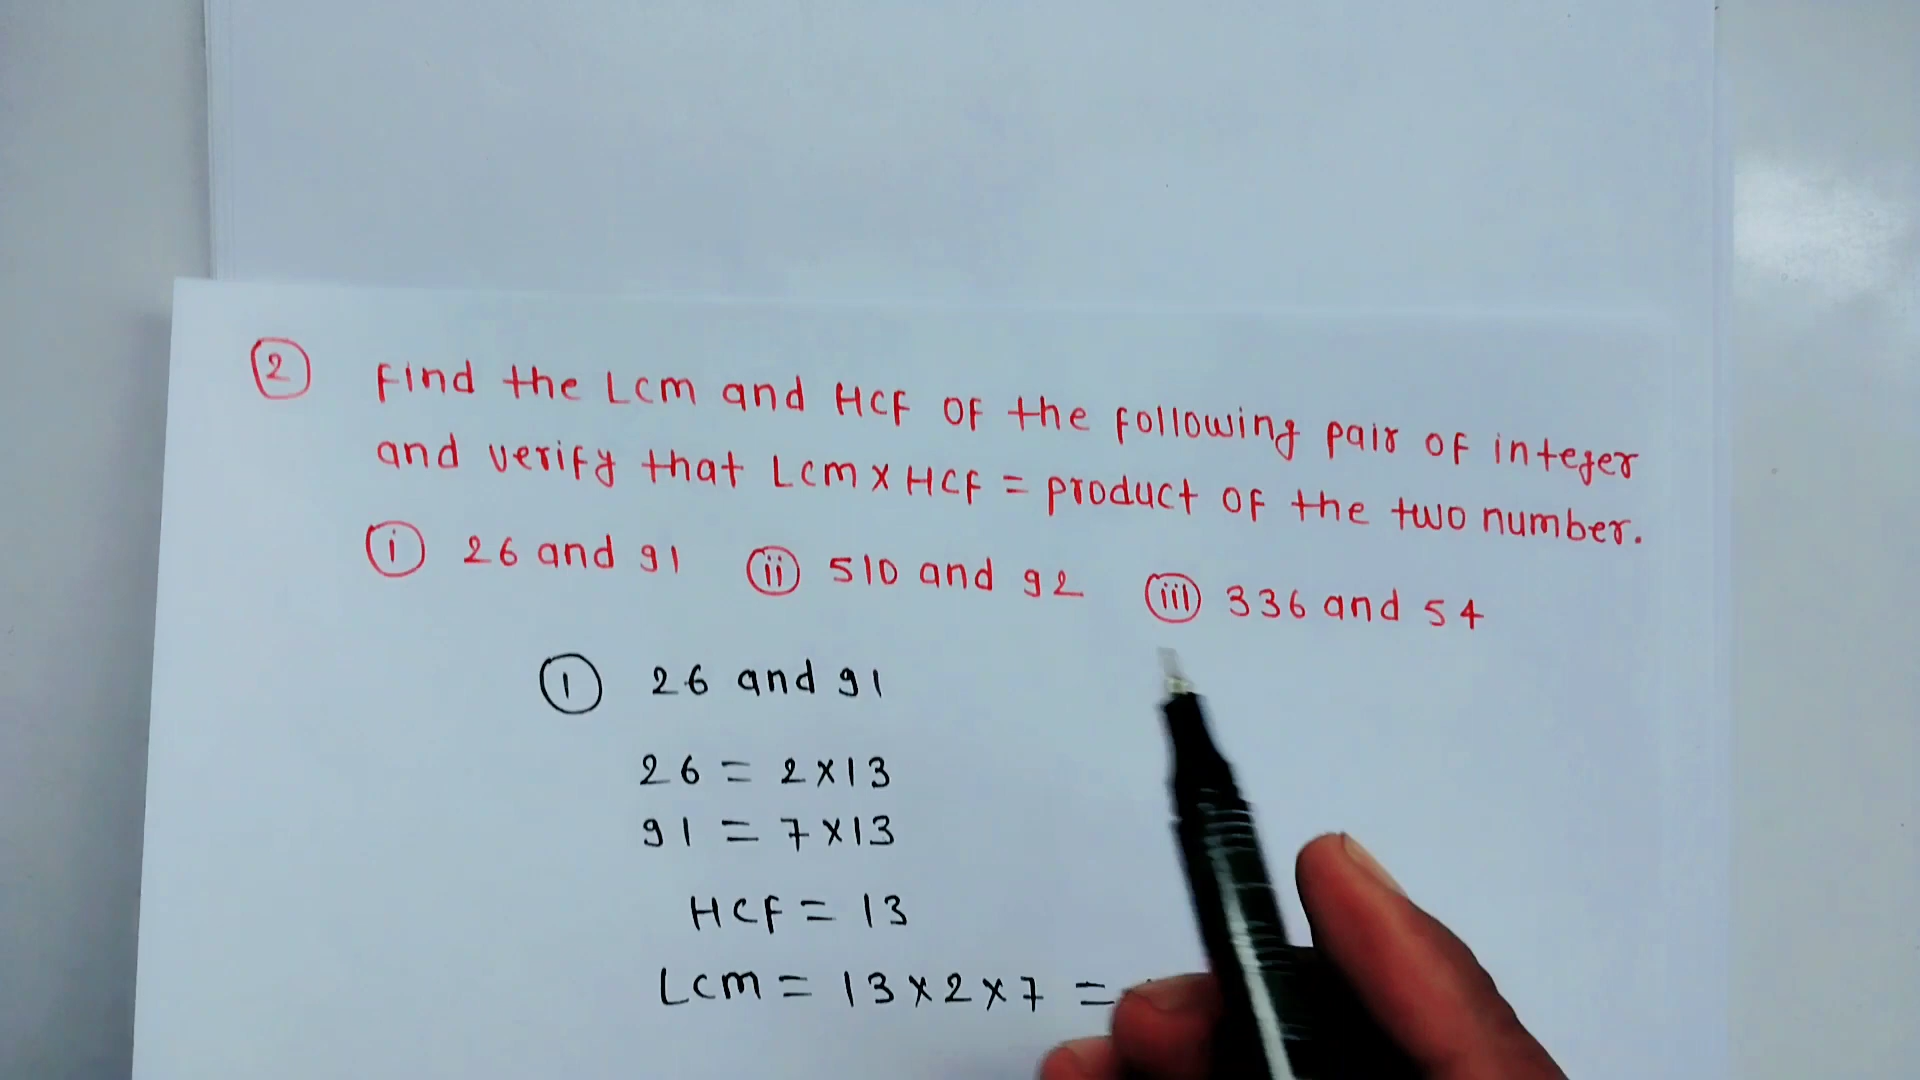 ② Find the Lcm and HCF OF the following pair OF integer
and verify that Lcm x HCF = product OF the two number.
ⓘ 26 and 91 ⓘⓘ 510 and 92 ⓘⓘⓘ 336 and 54
① 26 and 91
26 = 2x13
91 = 7x13
HCF = 13
Lcm = 13x2x7 =